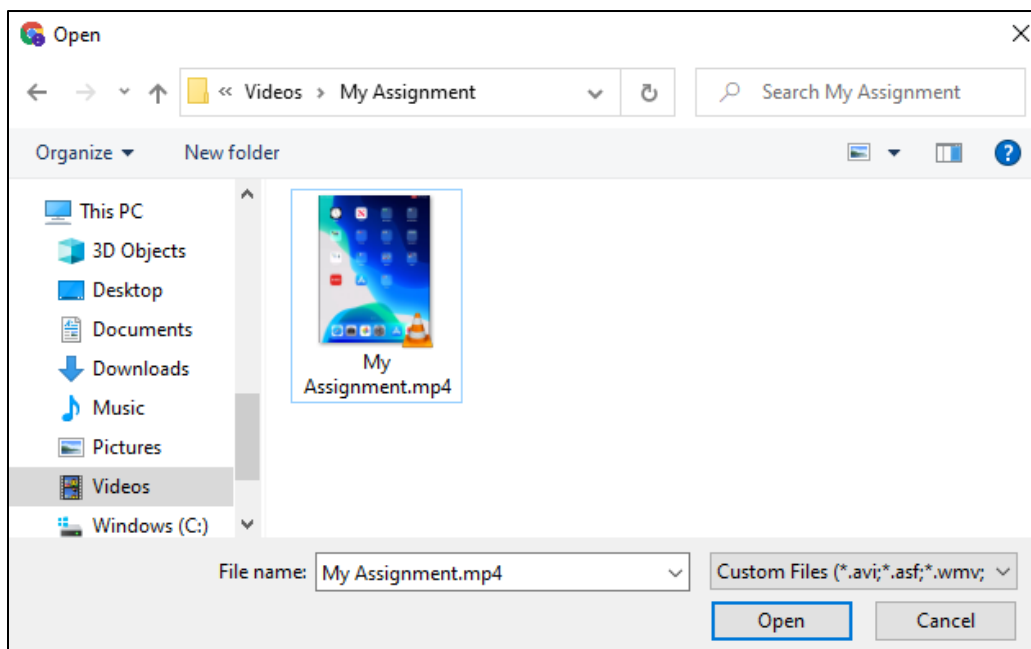 Open
« Videos › My Assignment
Search My Assignment
Organize
New folder
This PC
3D Objects
Desktop
Documents
Downloads
Music
Pictures
Videos
Windows (C:)
My
Assignment.mp4
File name: My Assignment.mp4
Custom Files (*.avi;*.asf;*.wmv;
Open
Cancel